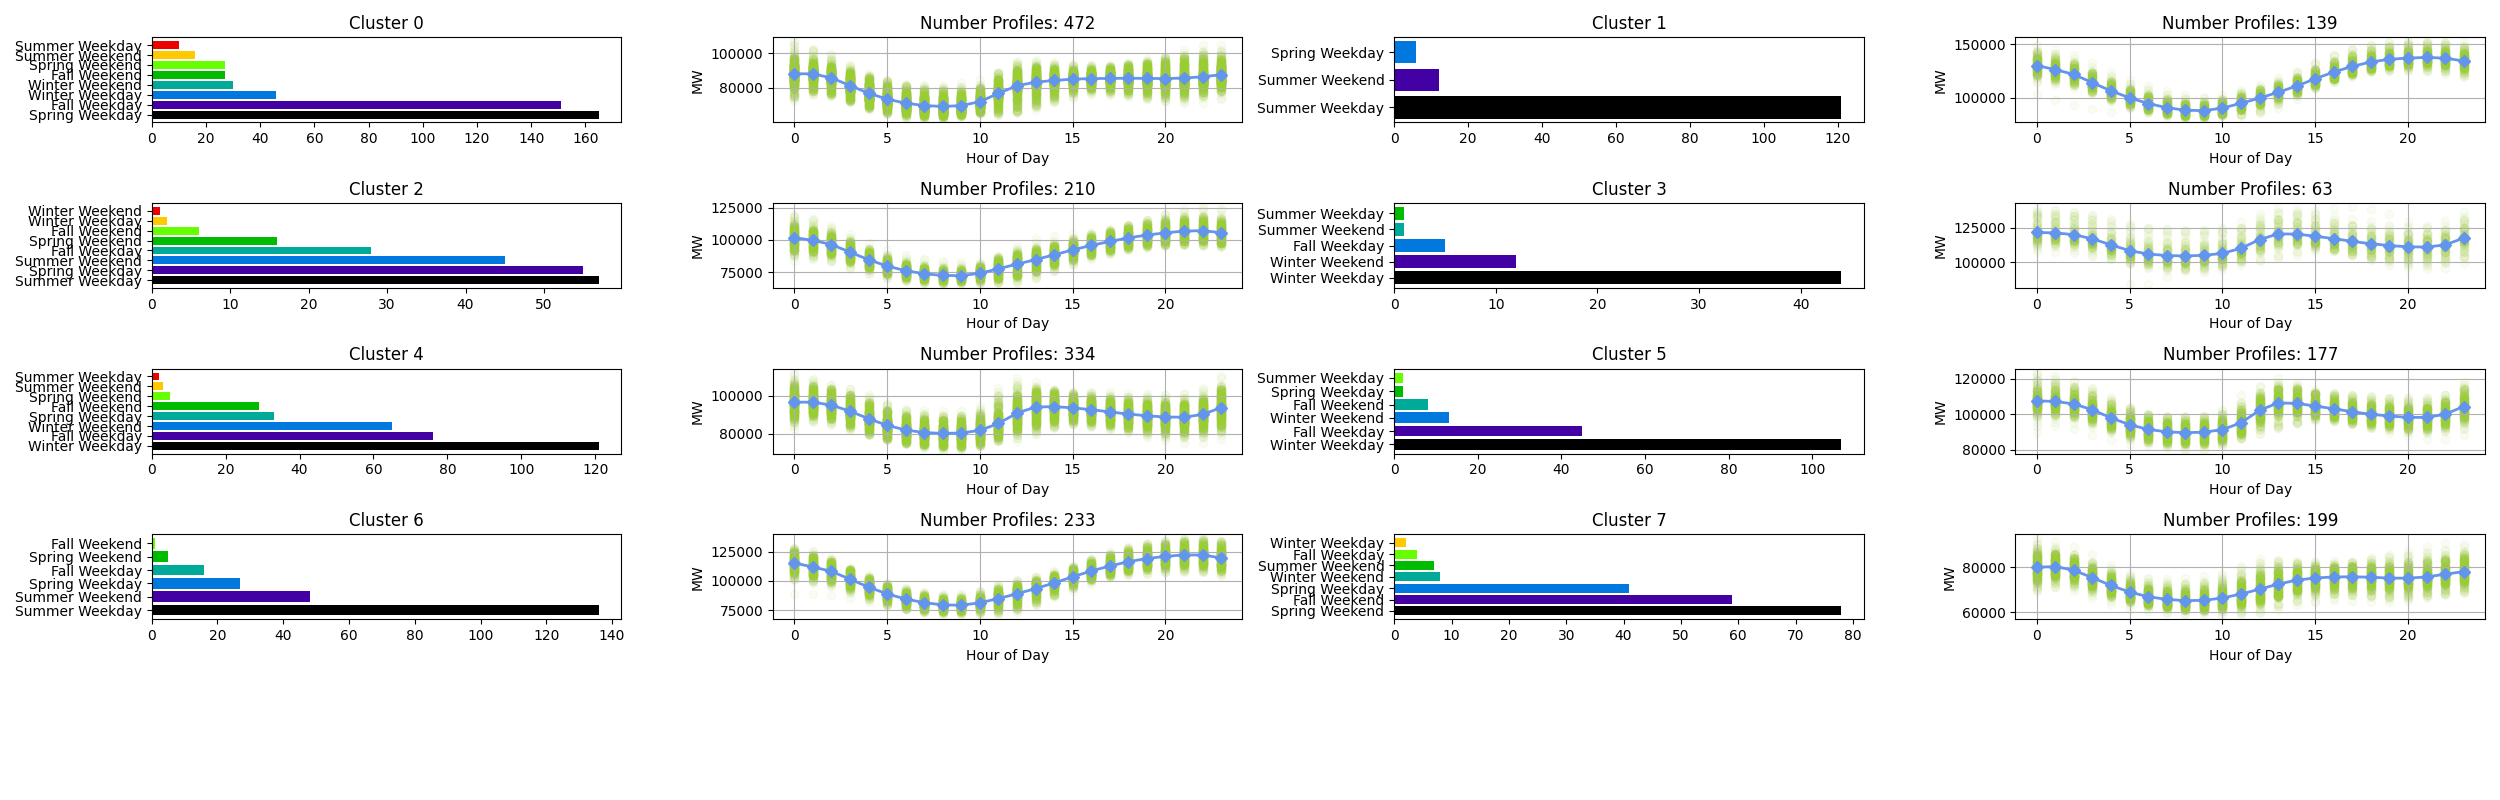 Cluster 0
Summer Weekday
Summer Weekend
Spring Weekend
Fall Weekend
Winter Weekend
Winter Weekday
Fall Weekday
Spring Weekday
0 20 40 60 80 100 120 140 160
Number Profiles: 472
MW
100000
80000
0 5 10 15 20
Hour of Day
Cluster 1
Spring Weekday
Summer Weekend
Summer Weekday
0 20 40 60 80 100 120
Number Profiles: 139
MW
150000
100000
0 5 10 15 20
Hour of Day
Cluster 2
Winter Weekend
Winter Weekday
Fall Weekend
Spring Weekend
Fall Weekday
Summer Weekend
Spring Weekday
Summer Weekday
0 10 20 30 40 50
Number Profiles: 210
MW
125000
100000
75000
0 5 10 15 20
Hour of Day
Cluster 3
Summer Weekday
Summer Weekend
Fall Weekday
Winter Weekend
Winter Weekday
0 10 20 30 40
Number Profiles: 63
MW
125000
100000
0 5 10 15 20
Hour of Day
Cluster 4
Summer Weekday
Summer Weekend
Spring Weekend
Fall Weekend
Spring Weekday
Winter Weekend
Fall Weekday
Winter Weekday
0 20 40 60 80 100 120
Number Profiles: 334
MW
100000
80000
0 5 10 15 20
Hour of Day
Cluster 5
Summer Weekday
Spring Weekday
Fall Weekend
Winter Weekend
Fall Weekday
Winter Weekday
0 20 40 60 80 100
Number Profiles: 177
MW
120000
100000
80000
0 5 10 15 20
Hour of Day
Cluster 6
Fall Weekend
Spring Weekend
Fall Weekday
Spring Weekday
Summer Weekend
Summer Weekday
0 20 40 60 80 100 120 140
Number Profiles: 233
MW
125000
100000
75000
0 5 10 15 20
Hour of Day
Cluster 7
Winter Weekday
Fall Weekday
Summer Weekend
Winter Weekend
Spring Weekday
Fall Weekend
Spring Weekend
0 10 20 30 40 50 60 70 80
Number Profiles: 199
MW
80000
60000
0 5 10 15 20
Hour of Day